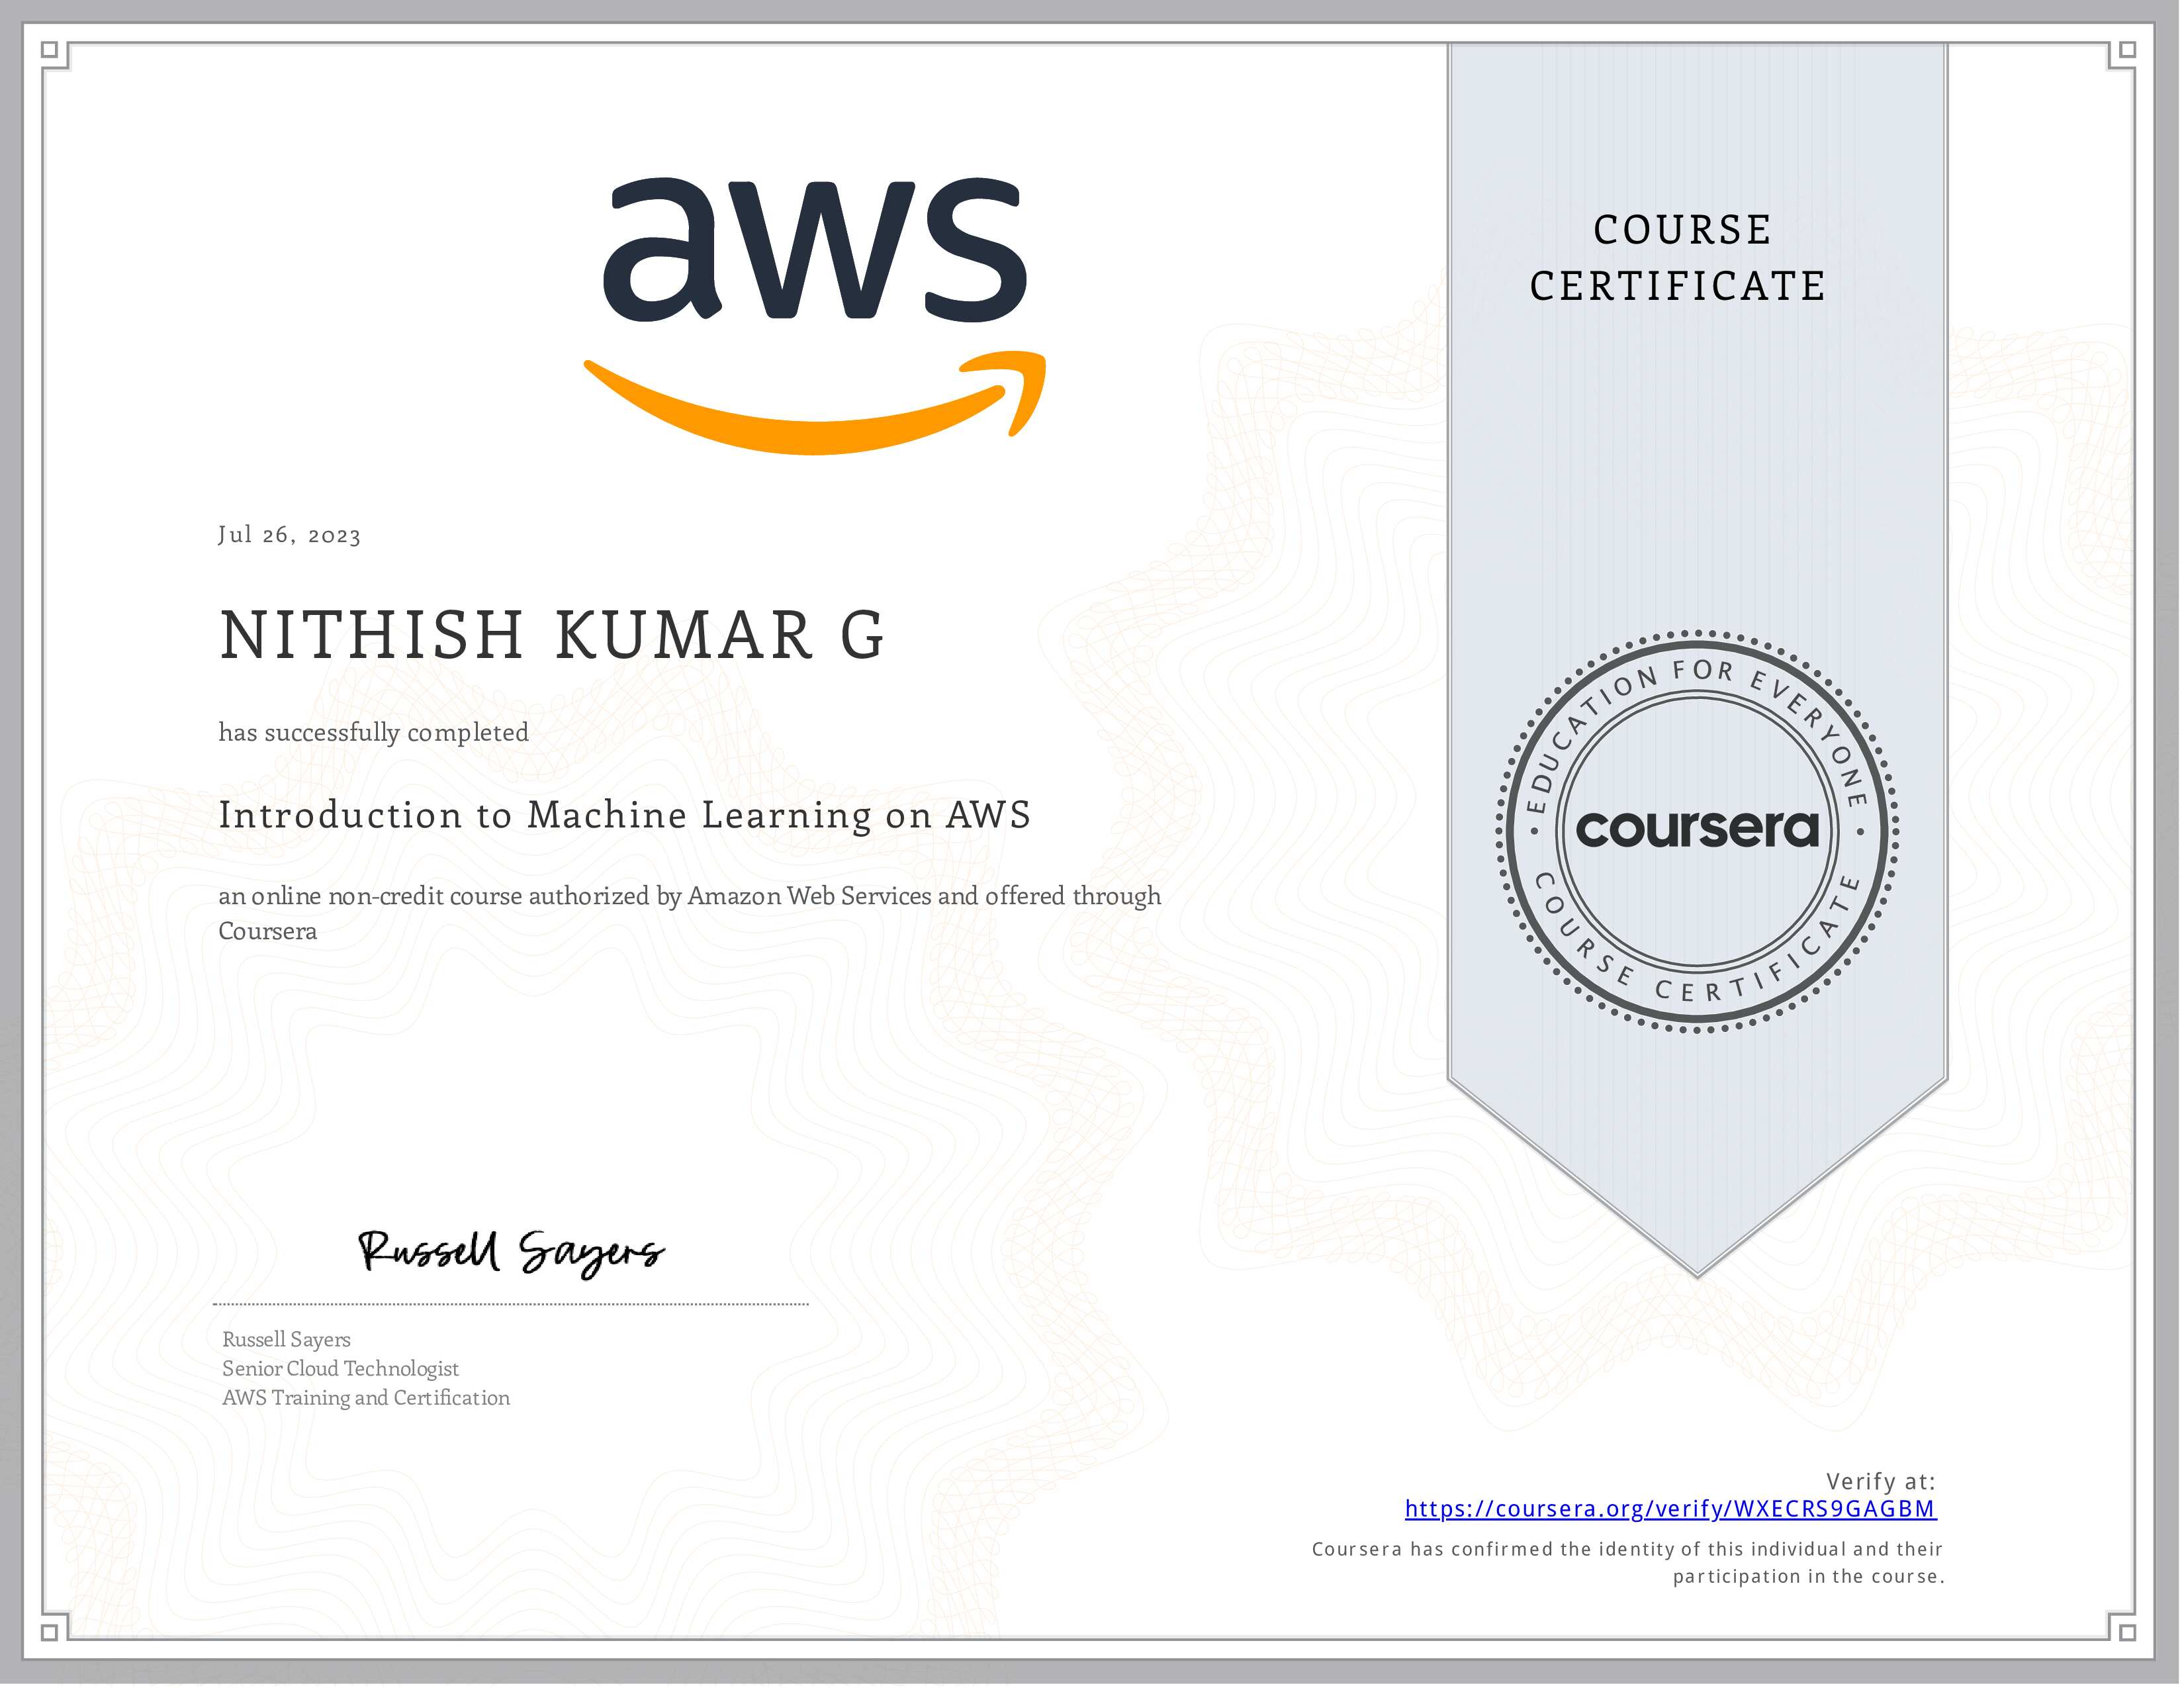 aws
COURSE
CERTIFICATE
Jul 26, 2023
NITHISH KUMAR G
has successfully completed
Introduction to Machine Learning on AWS
an online non-credit course authorized by Amazon Web Services and offered through
Coursera
EDUCATION FOR EVERYONE
coursera
COURSE CERTIFICATE
Russell Sayers
Russell Sayers
Senior Cloud Technologist
AWS Training and Certification
Verify at:
https://coursera.org/verify/WXECRS9GAGBM
Coursera has confirmed the identity of this individual and their
participation in the course.